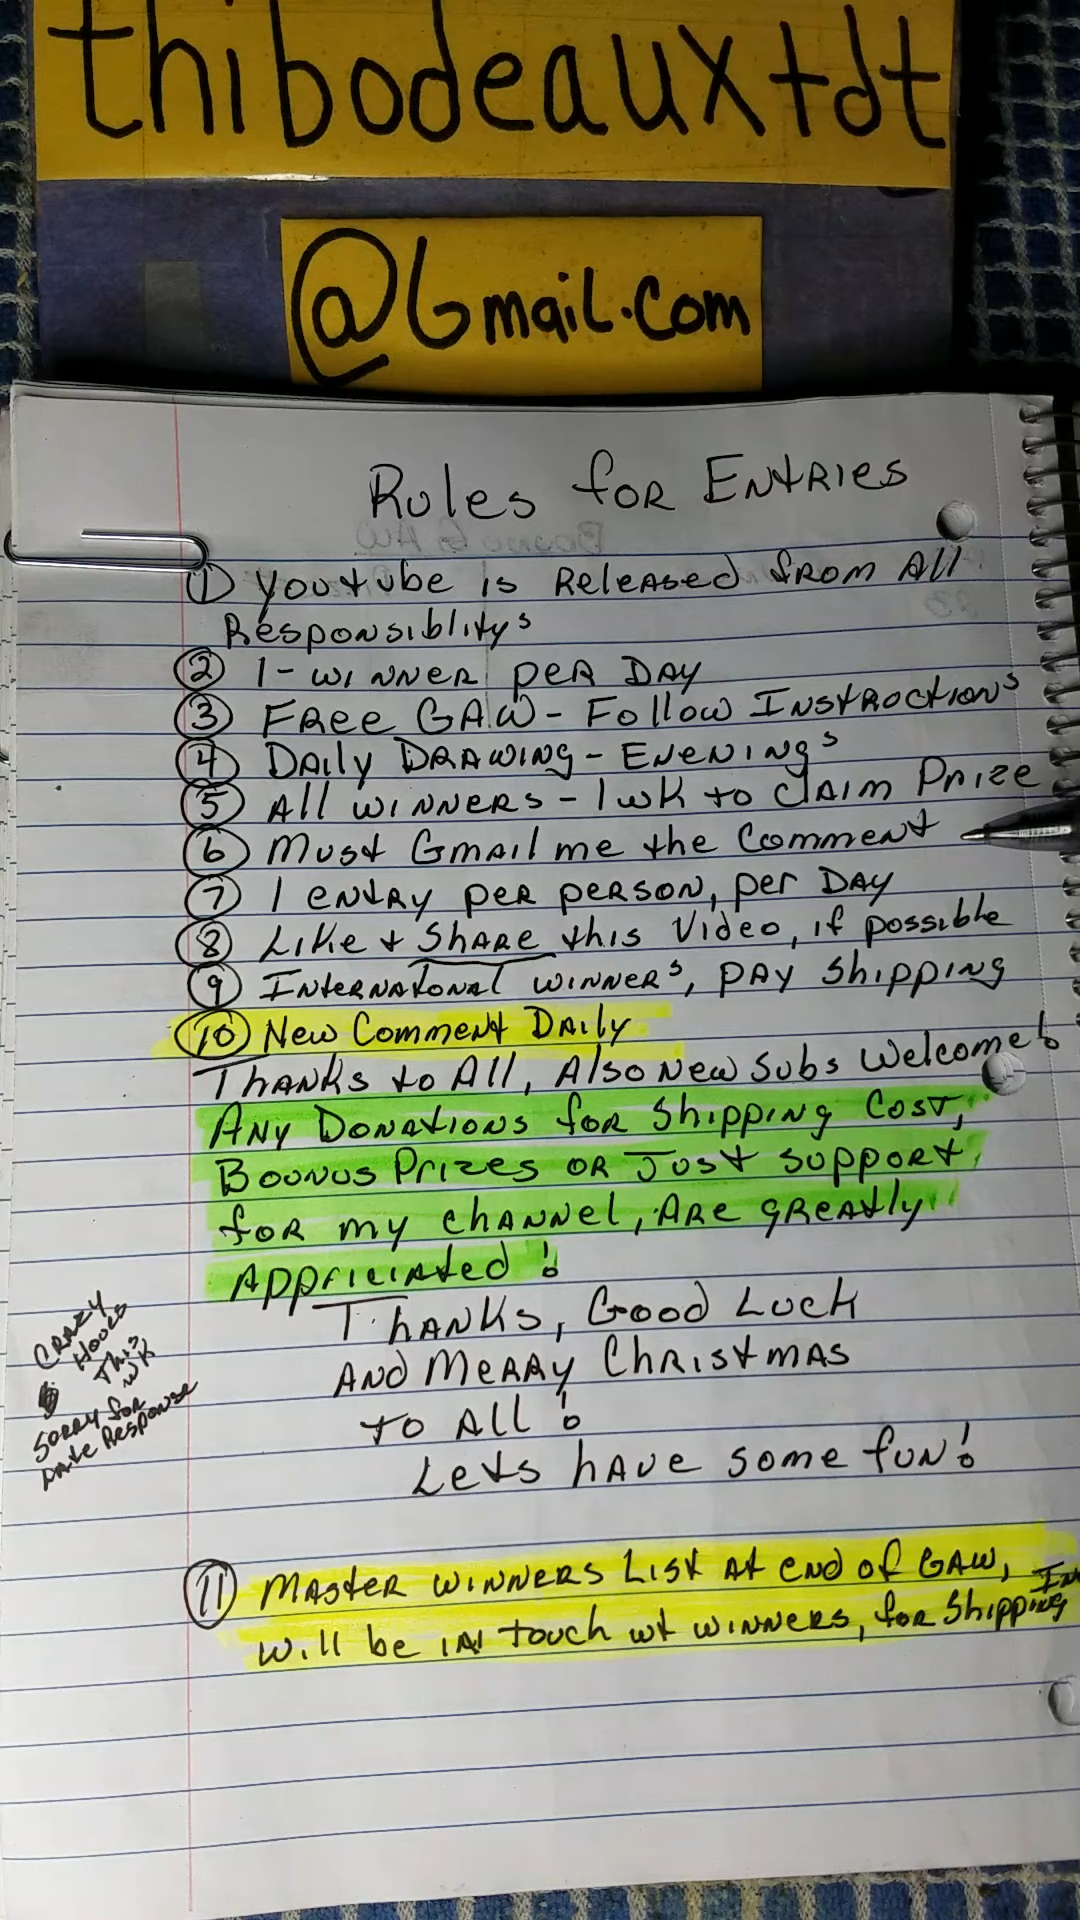 thibodeauxtdt
@Gmail.com
Rules for Entries
① Youtube is Released from All
Responsiblitys
② 1-winner per Day
③ Free GAW - Follow Instructions
④ Daily Drawing - Evenings
⑤ All winners - 1wk to Claim Prize
⑥ Must Gmail me the Comment
⑦ 1 entry per person, per Day
⑧ Like + Share this Video, if possible
⑨ Internatonal winners, pay shipping
⑩ New Comment Daily
Thanks to All, Also New Subs Welcome!
Any Donations for Shipping Cost,
Boonus Prizes or Just support
for my channel, Are greatly
Appriciated!
Thanks, Good Luck
And Merry Christmas
To All!
Lets have some fun!
Crazy
Hours
This
wk
Sorry for
Late Response
⑪ Master winners List At end of GAW,
Will be in touch wt winners, for Shipping